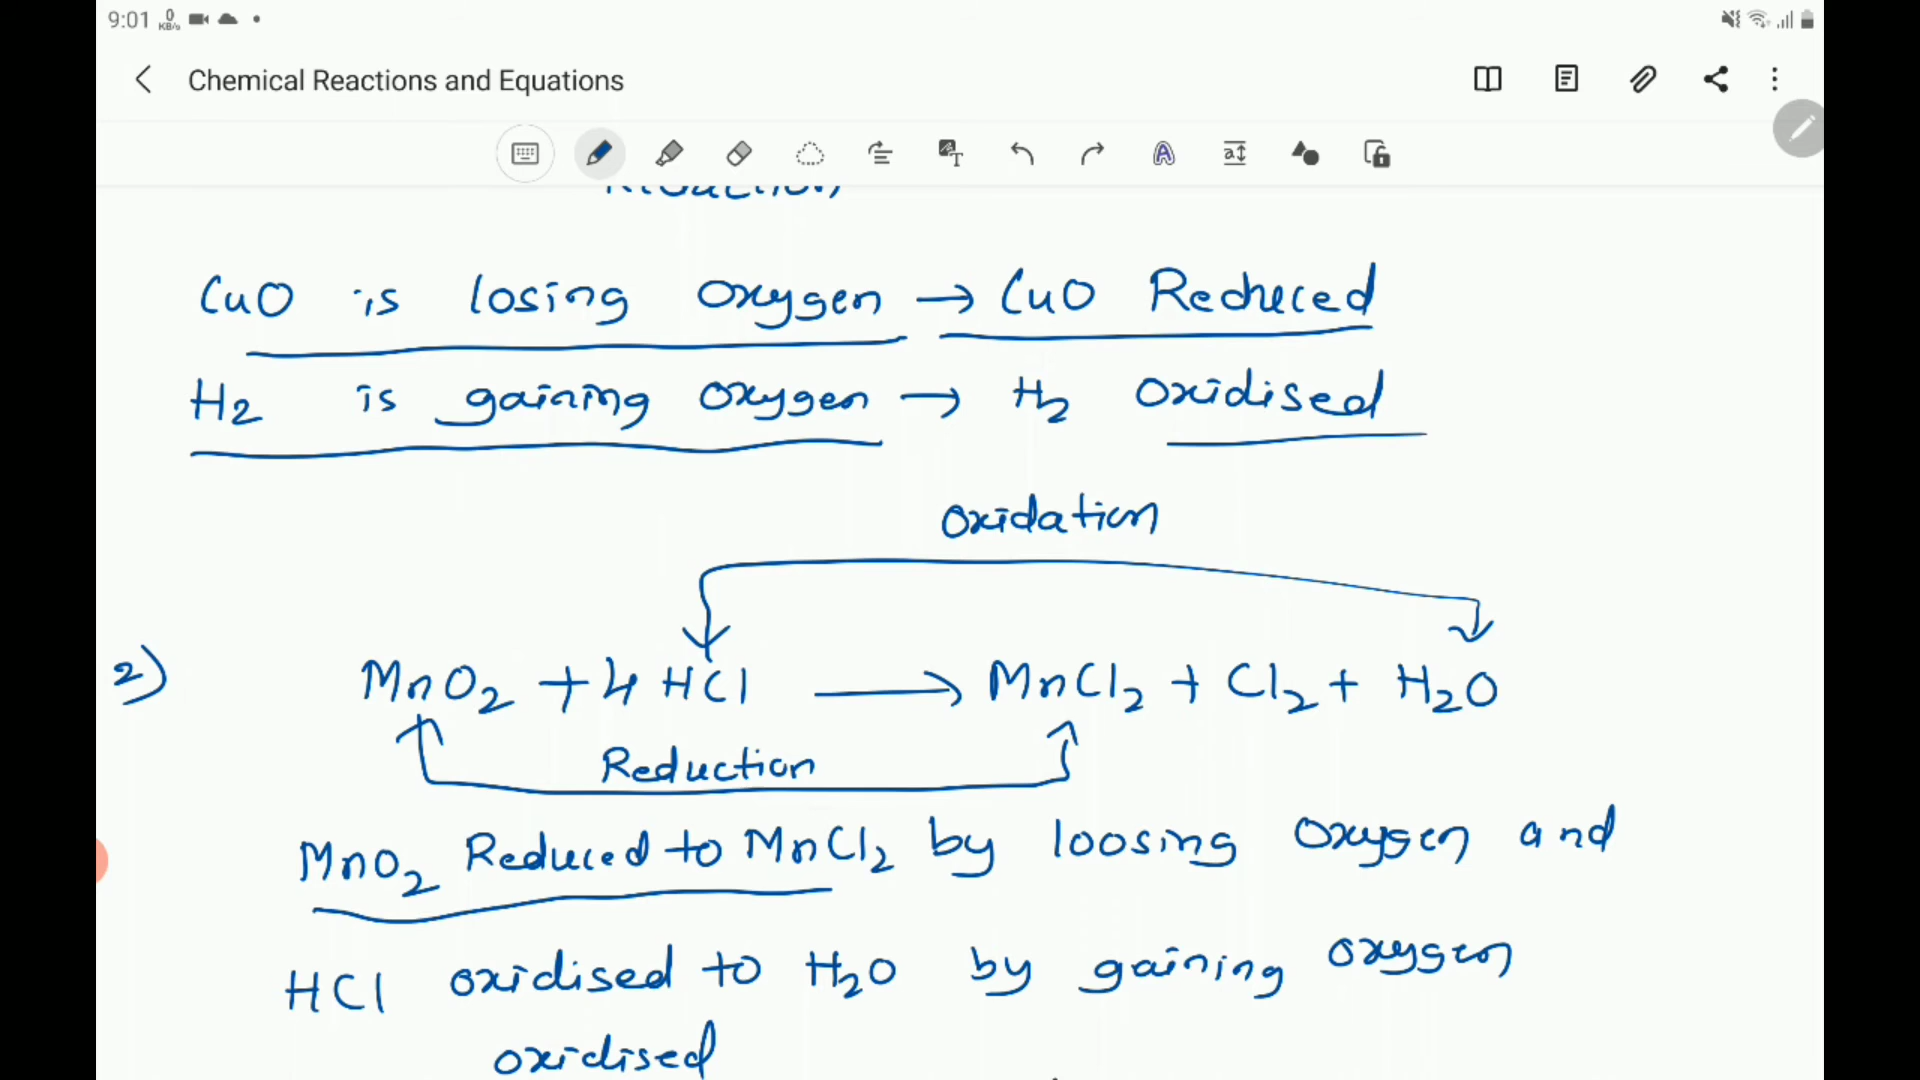 9:01 0 KB/s
Chemical Reactions and Equations
CuO is losing oxygen → CuO Reduced
H2 is gaining oxygen → H2 oxidised
oxidation
2) MnO2 + 4 HCl → MnCl2 + Cl2 + H2O
Reduction
MnO2 Reduced to MnCl2 by loosing oxygen and
HCl oxidised to H2O by gaining oxygen
oxidised